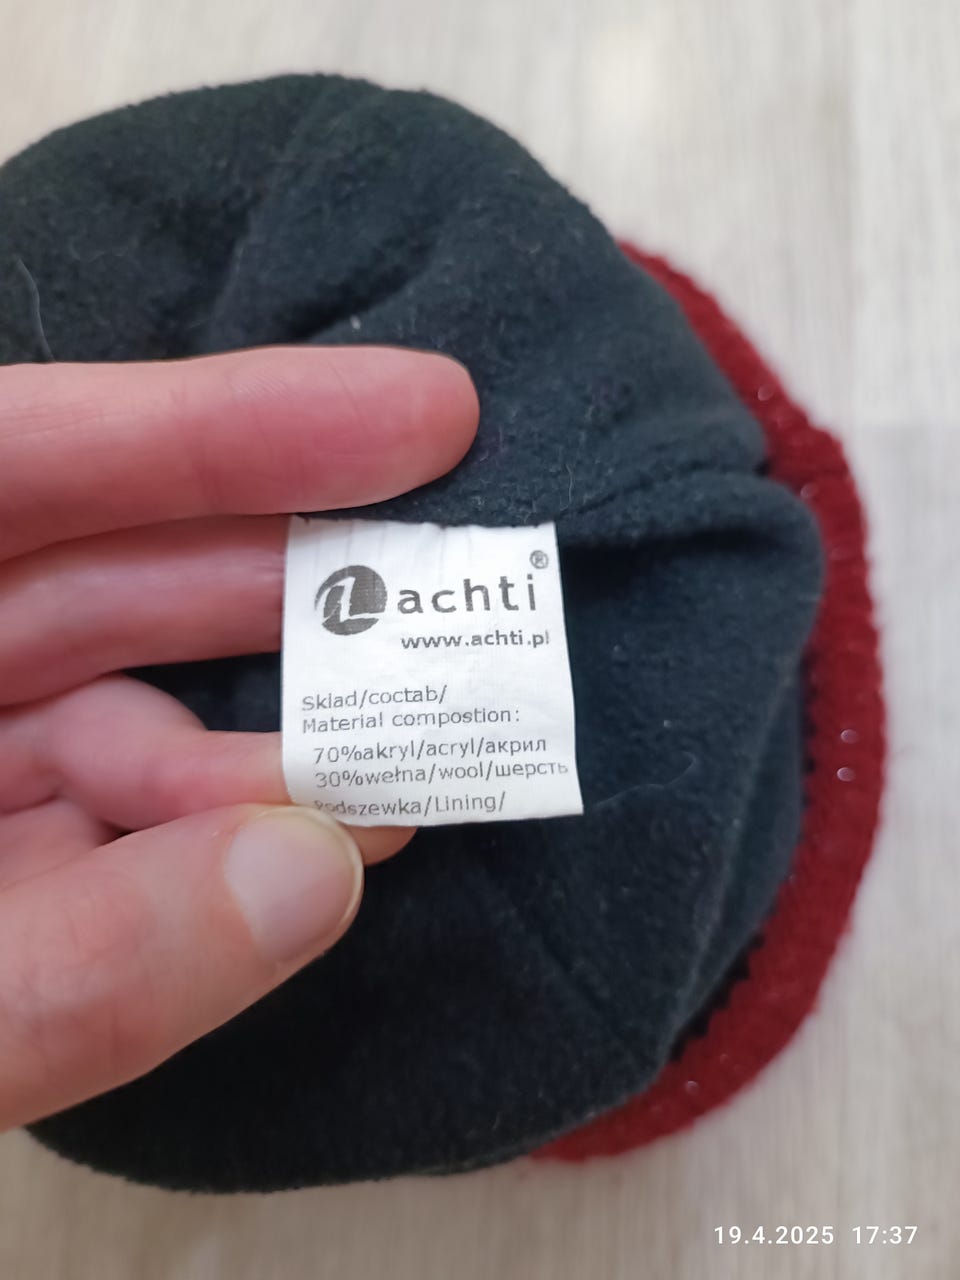 achti®
www.achti.pl
Skład/coctab/
Material compostion:
70%akryl/acryl/акрил
30%wełna/wool/шерсть
Podszewka/Lining/
19.4.2025 17:37